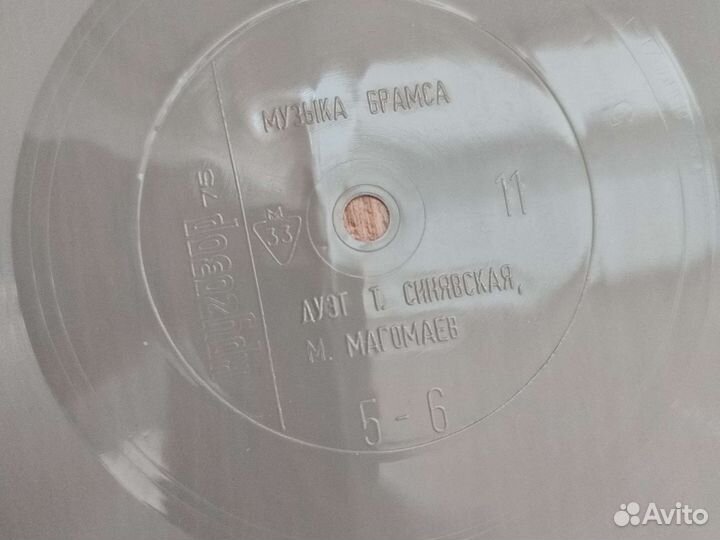 МУЗЫКА БРАМСА
кругозор 75
М
33
11
ДУЭТ Т. СИНЯВСКАЯ,
М. МАГОМАЕВ
5-6
Avito